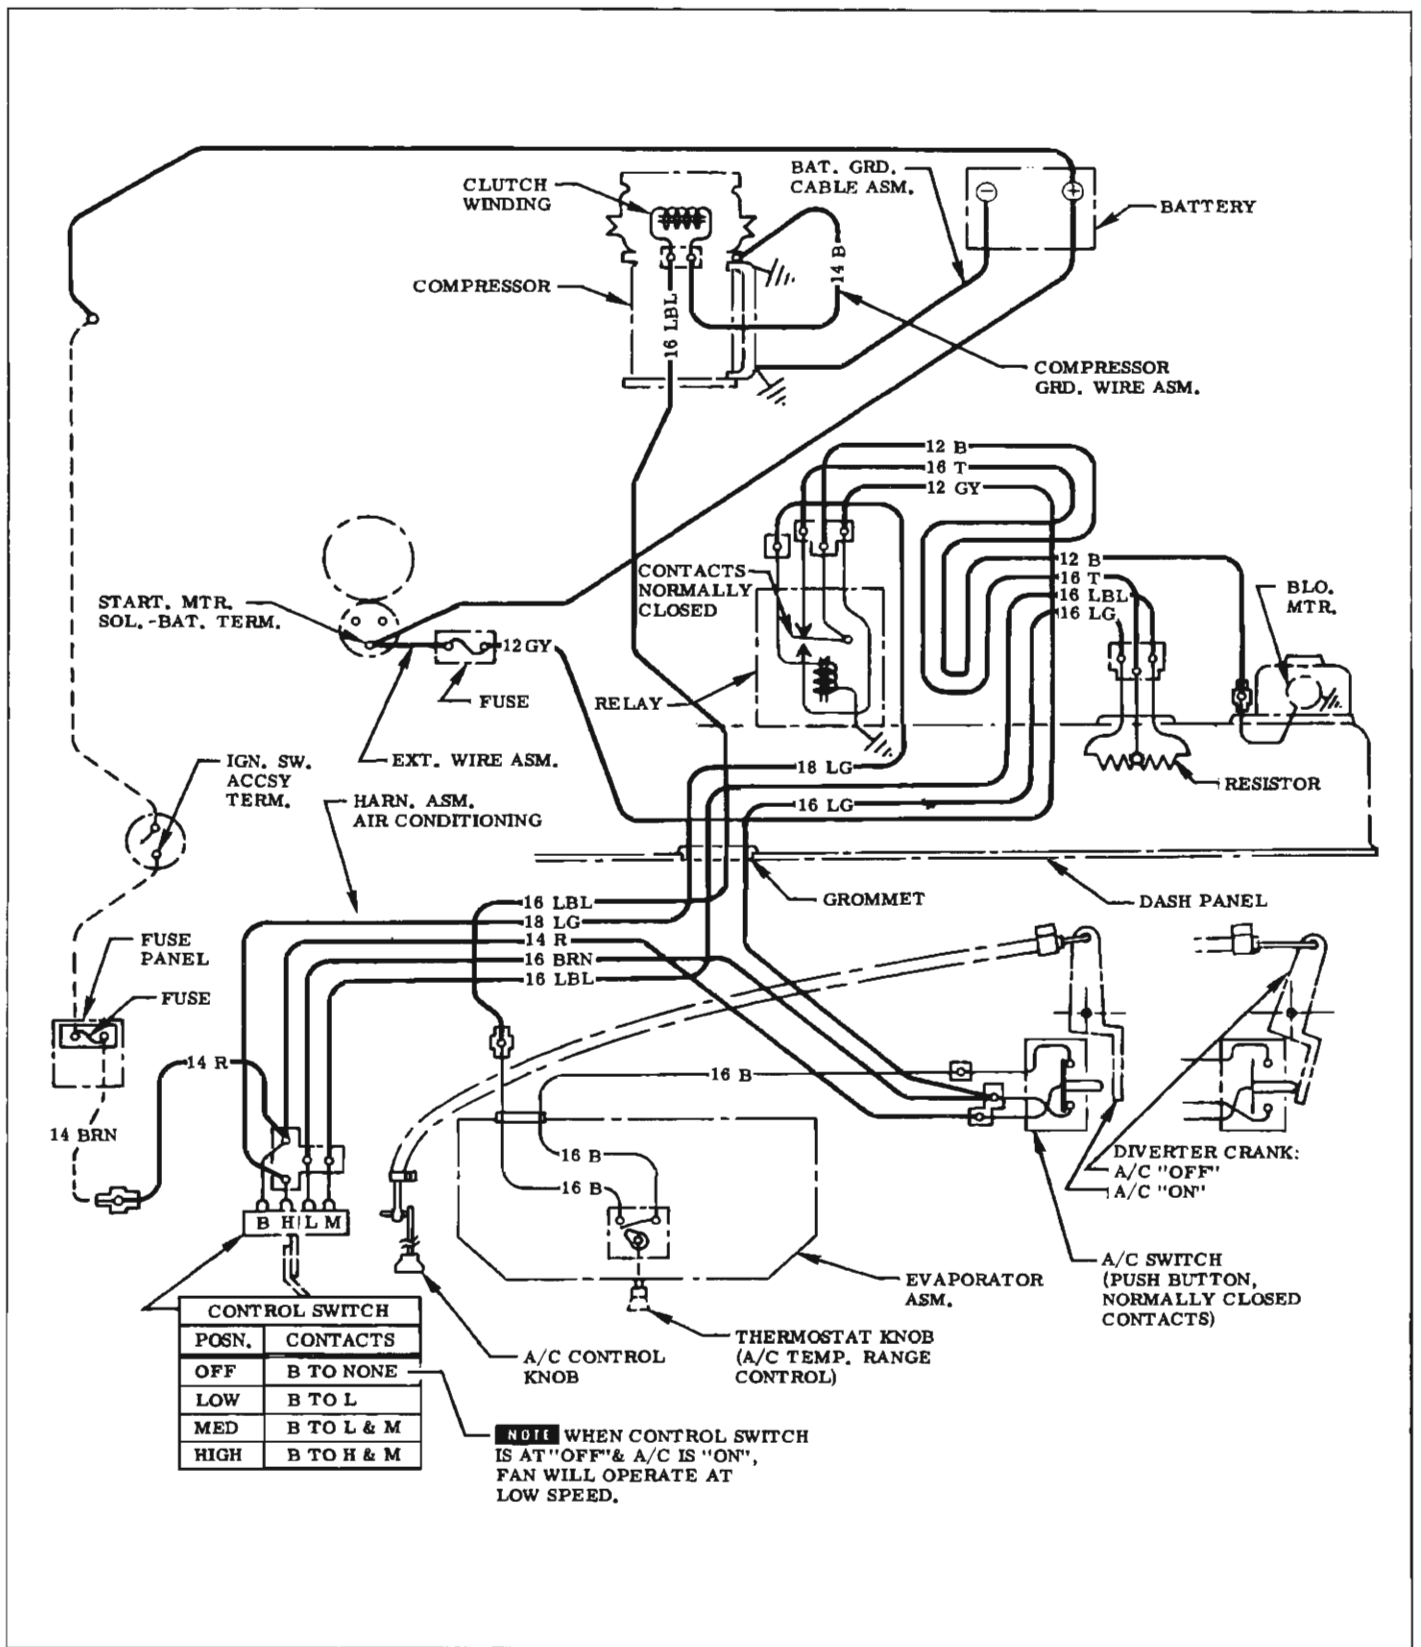 CLUTCH
WINDING
BAT. GRD.
CABLE ASM.
BATTERY
14 B
COMPRESSOR
16 LBL
COMPRESSOR
GRD. WIRE ASM.
12 B
16 T
12 GY
CONTACTS
NORMALLY
CLOSED
12 B
16 T
16 LBL
16 LG
BLO.
MTR.
START. MTR.
SOL.-BAT. TERM.
12 GY
FUSE
RELAY
EXT. WIRE ASM.
IGN. SW.
ACCSY
TERM.
HARN. ASM.
AIR CONDITIONING
18 LG
16 LG
RESISTOR
GROMMET
DASH PANEL
16 LBL
18 LG
14 R
16 BRN
16 LBL
FUSE
PANEL
FUSE
14 R
14 BRN
16 B
16 B
16 B
DIVERTER CRANK:
A/C "OFF"
A/C "ON"
B H L M
A/C SWITCH
(PUSH BUTTON,
NORMALLY CLOSED
CONTACTS)
EVAPORATOR
ASM.
THERMOSTAT KNOB
(A/C TEMP. RANGE
CONTROL)
A/C CONTROL
KNOB
CONTROL SWITCH
POSN. CONTACTS
OFF B TO NONE
LOW B TO L
MED B TO L & M
HIGH B TO H & M
NOTE WHEN CONTROL SWITCH
IS AT "OFF" & A/C IS "ON",
FAN WILL OPERATE AT
LOW SPEED.